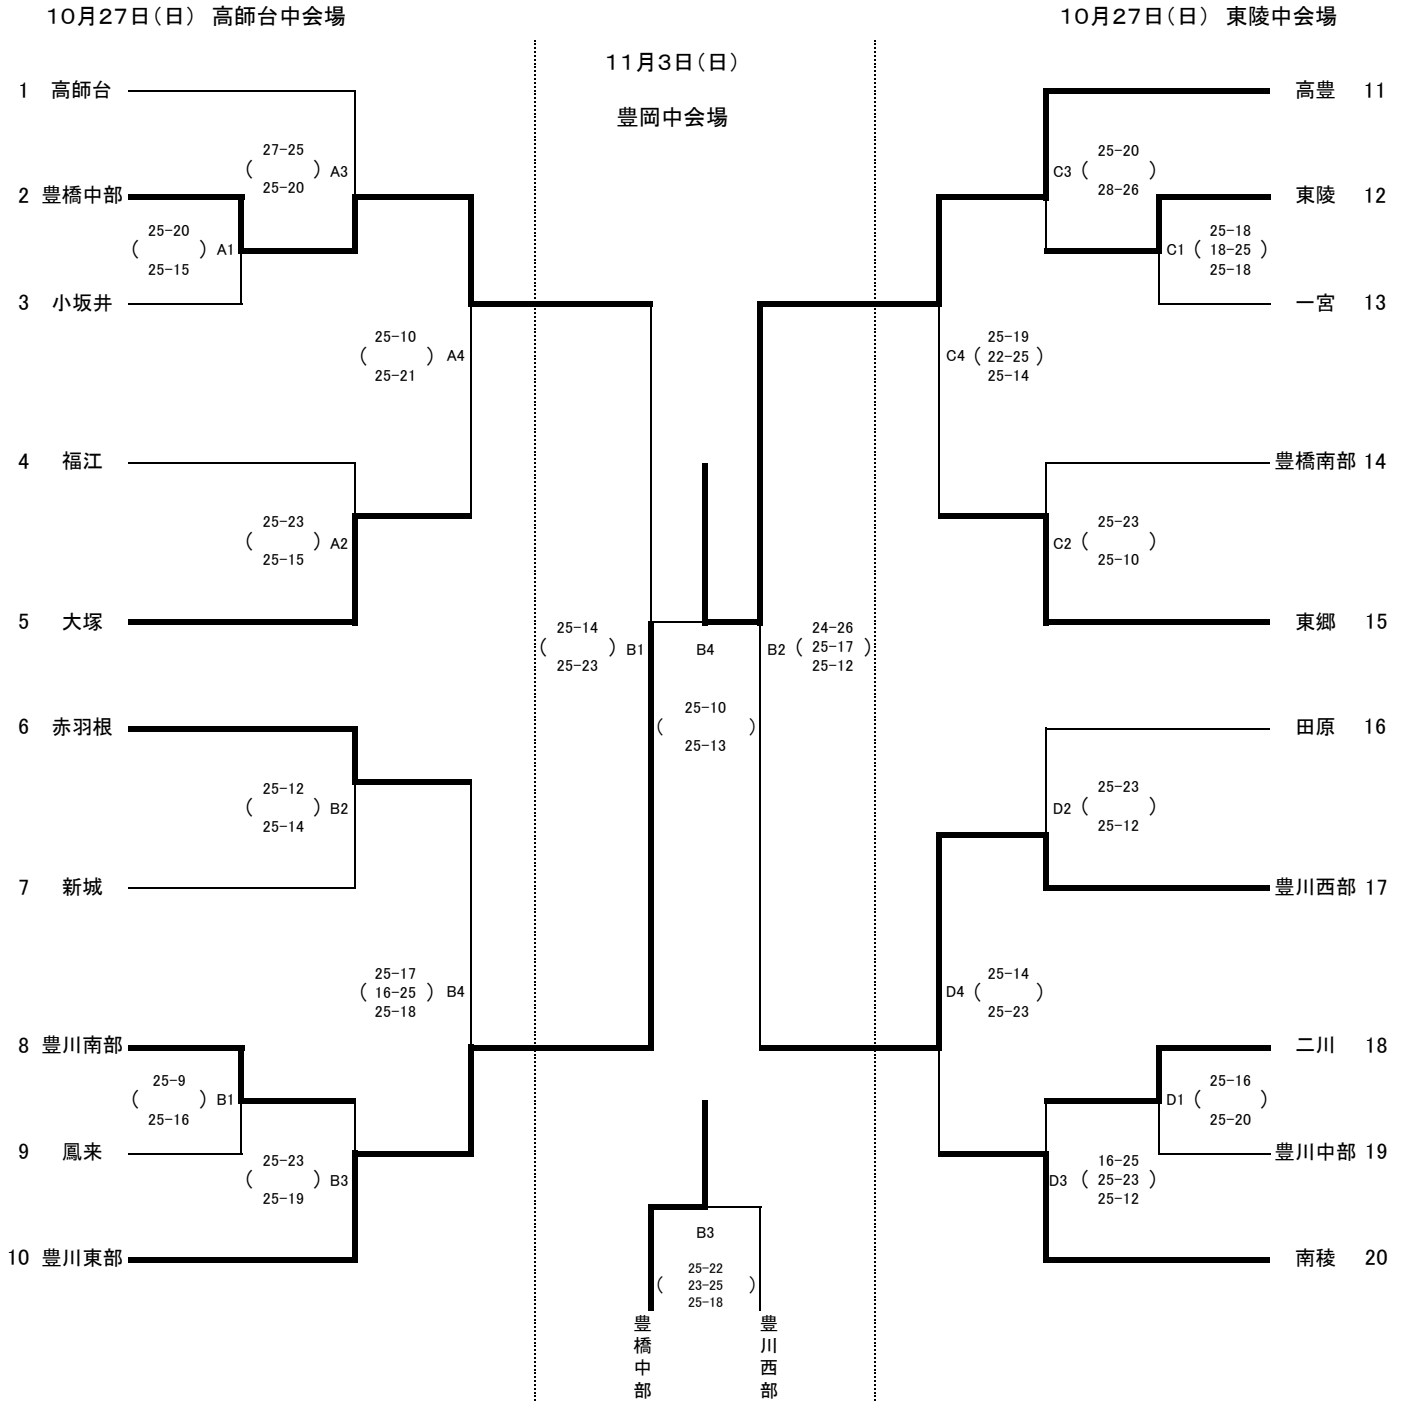 10月27日(日) 高師台中会場
10月27日(日) 東陵中会場
11月3日(日)
豊岡中会場
1 高師台
2 豊橋中部
3 小坂井
4 福江
5 大塚
6 赤羽根
7 新城
8 豊川南部
9 鳳来
10 豊川東部
( 27-25
25-20 ) A3
( 25-20
25-15 ) A1
( 25-10
25-21 ) A4
( 25-23
25-15 ) A2
( 25-12
25-14 ) B2
( 25-17
16-25
25-18 ) B4
( 25-9
25-16 ) B1
( 25-23
25-19 ) B3
( 25-14
25-23 ) B1
B4
( 25-10
25-13 )
B2 ( 24-26
25-17
25-12 )
B3
( 25-22
23-25
25-18 )
豊橋中部
豊川西部
高豊 11
東陵 12
一宮 13
豊橋南部 14
東郷 15
田原 16
豊川西部 17
二川 18
豊川中部 19
南稜 20
C3 ( 25-20
28-26 )
C1 ( 25-18
18-25
25-18 )
C4 ( 25-19
22-25
25-14 )
C2 ( 25-23
25-10 )
D2 ( 25-23
25-12 )
D4 ( 25-14
25-23 )
D1 ( 25-16
25-20 )
D3 ( 16-25
25-23
25-12 )